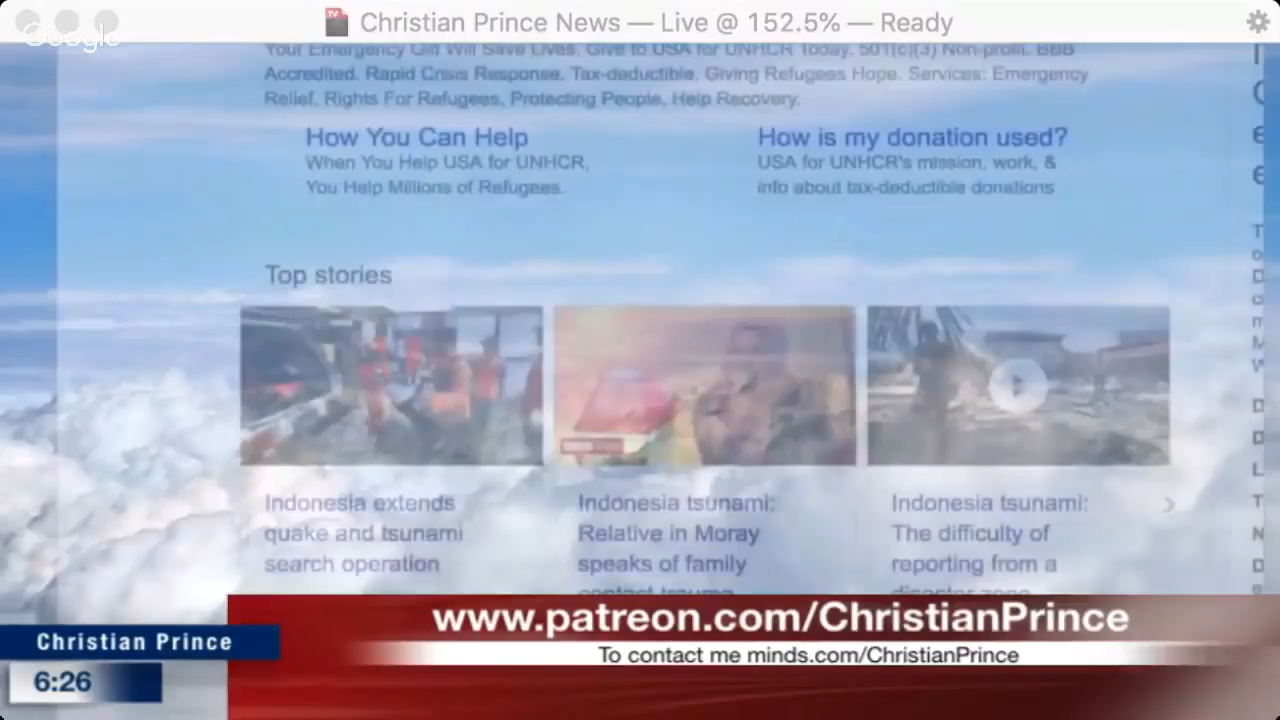 Christian Prince News — Live @ 152.5% — Ready
Google
Your Emergency Gift Will Save Lives. Give to USA for UNHCR Today. 501(c)(3) Non-profit. BBB
Accredited. Rapid Crisis Response. Tax-deductible. Giving Refugees Hope. Services: Emergency
Relief, Rights For Refugees, Protecting People, Help Recovery.
How You Can Help
When You Help USA for UNHCR,
You Help Millions of Refugees.
How is my donation used?
USA for UNHCR's mission, work, &
info about tax-deductible donations
Top stories
Indonesia extends
quake and tsunami
search operation
Indonesia tsunami:
Relative in Moray
speaks of family
contact trauma
Indonesia tsunami:
The difficulty of
reporting from a
disaster zone
www.patreon.com/ChristianPrince
To contact me minds.com/ChristianPrince
Christian Prince
6:26